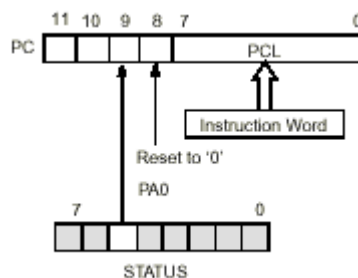 11 10 9 8 7 0
PC PCL
Instruction Word
Reset to '0'
PA0
7 0
STATUS